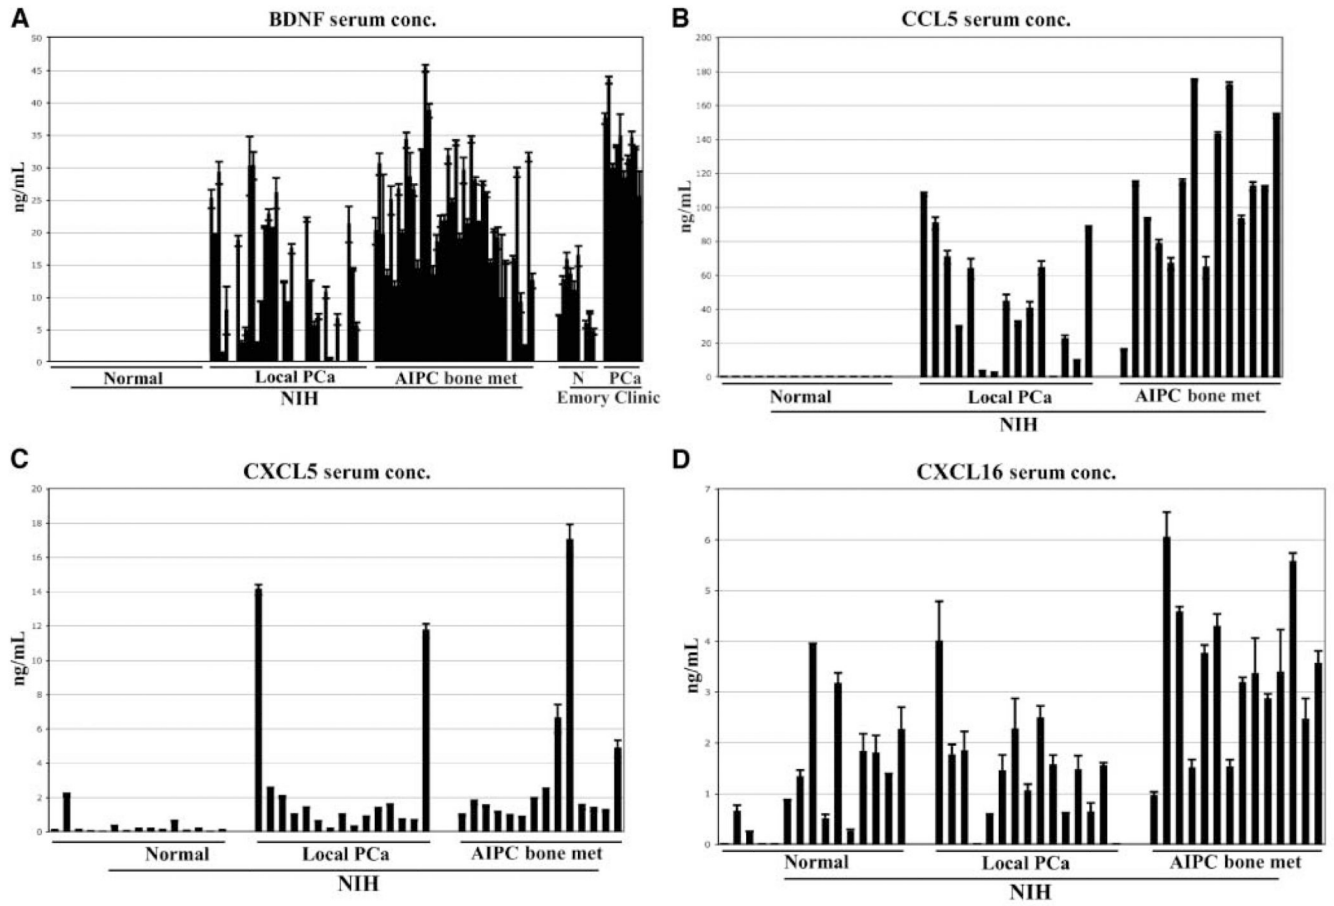 A
BDNF serum conc.
ng/mL
50
45
40
35
30
25
20
15
10
5
0
Normal
Local PCa
AIPC bone met
N
PCa
NIH
Emory Clinic
B
CCL5 serum conc.
ng/mL
200
180
160
140
120
100
80
60
40
20
0
Normal
Local PCa
AIPC bone met
NIH
C
CXCL5 serum conc.
ng/mL
20
18
16
14
12
10
8
6
4
2
0
Normal
Local PCa
AIPC bone met
NIH
D
CXCL16 serum conc.
ng/mL
7
6
5
4
3
2
1
0
Normal
Local PCa
AIPC bone met
NIH